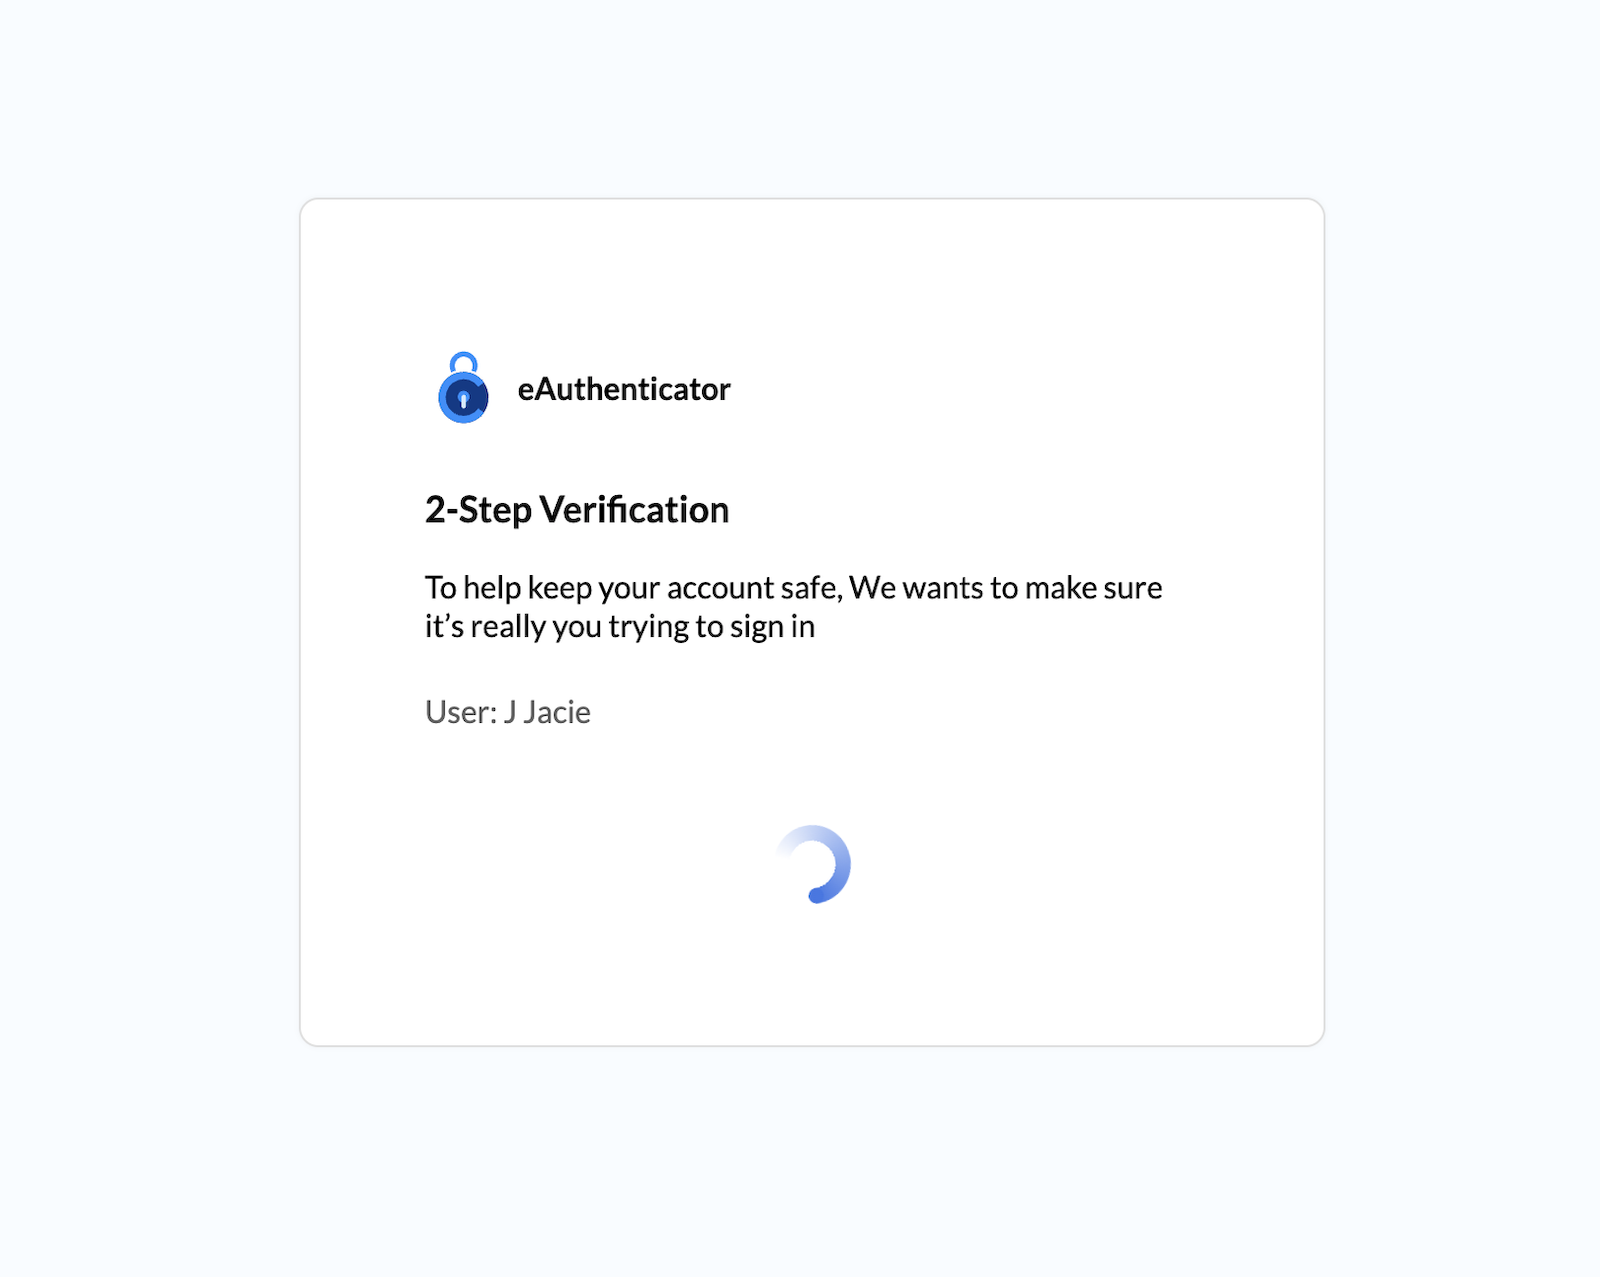 eAuthenticator
2-Step Verification
To help keep your account safe, We wants to make sure
it’s really you trying to sign in
User: J Jacie